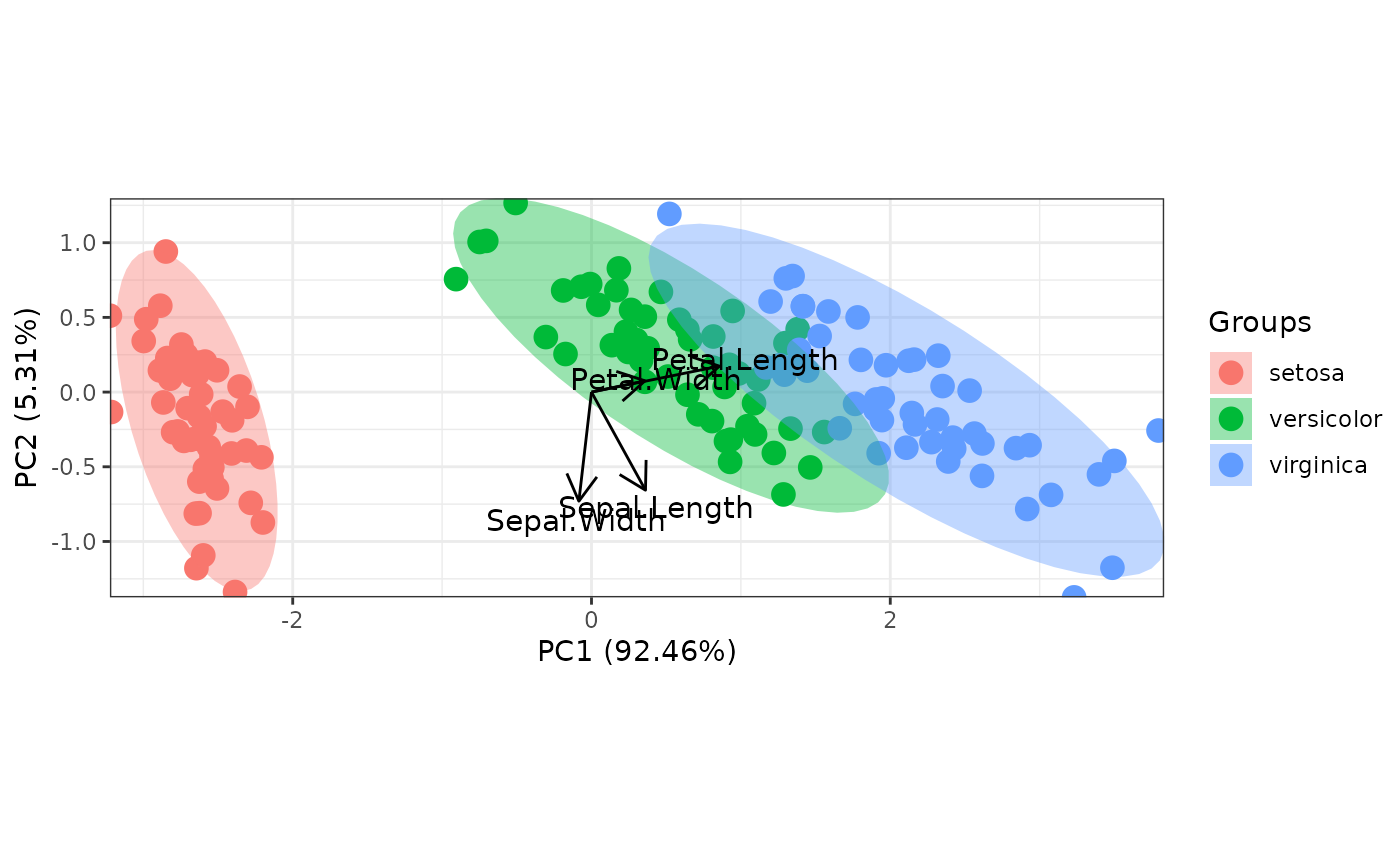 1.0
0.5
0.0
-0.5
-1.0
PC2 (5.31%)
Petal.Length
Petal.Width
Sepal.Length
Sepal.Width
-2
0
2
PC1 (92.46%)
Groups
setosa
versicolor
virginica